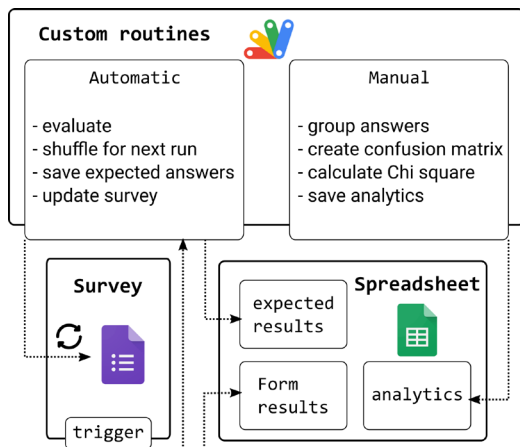 Custom routines
Automatic
- evaluate
- shuffle for next run
- save expected answers
- update survey
Manual
- group answers
- create confusion matrix
- calculate Chi square
- save analytics
Survey
trigger
Spreadsheet
expected
results
Form
results
analytics